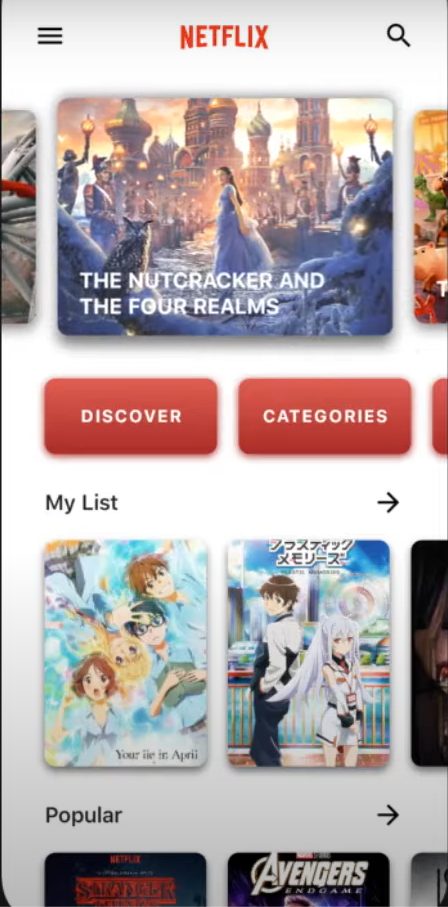 NETFLIX
THE NUTCRACKER AND
THE FOUR REALMS
DISCOVER
CATEGORIES
My List
プラスティック
メモリーズ
Your lie in April
Popular
NETFLIX
STRANGER
AVENGERS
ENDGAME